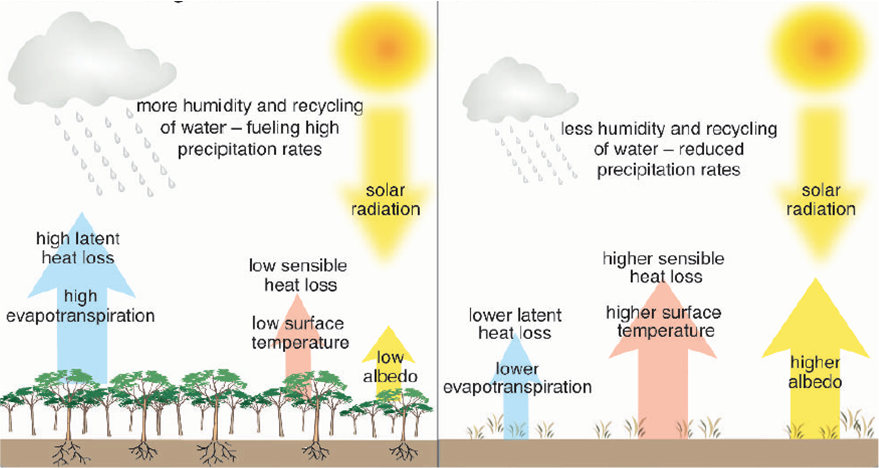 more humidity and recycling
of water – fueling high
precipitation rates
solar
radiation
high latent
heat loss
high
evapotranspiration
low sensible
heat loss
low surface
temperature
low
albedo
less humidity and recycling
of water – reduced
precipitation rates
solar
radiation
lower latent
heat loss
lower
evapotranspiration
higher sensible
heat loss
higher surface
temperature
higher
albedo